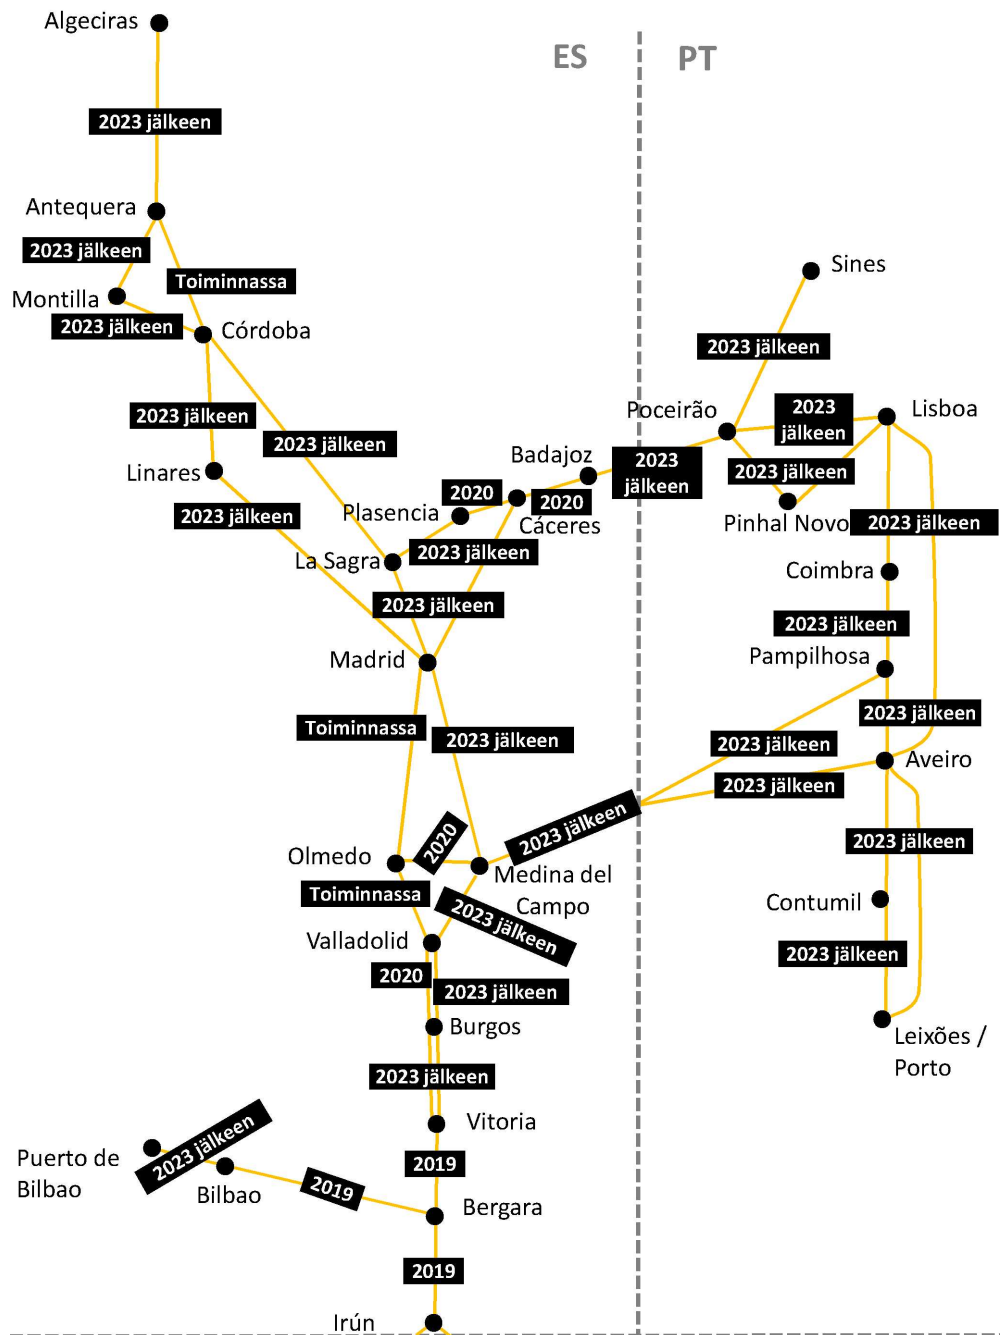 Algeciras
ES
PT
2023 jälkeen
Antequera
2023 jälkeen
Toiminnassa
Montilla
2023 jälkeen
Córdoba
Sines
2023 jälkeen
2023 jälkeen
2023 jälkeen
Linares
2023 jälkeen
Poceirão
2023
jälkeen
Lisboa
Badajoz
2023
jälkeen
2023 jälkeen
2020
2020
Plasencia
Cáceres
Pinhal Novo
2023 jälkeen
La Sagra
2023 jälkeen
Coimbra
2023 jälkeen
2023 jälkeen
Madrid
Pampilhosa
Toiminnassa
2023 jälkeen
2023 jälkeen
2023 jälkeen
Aveiro
2023 jälkeen
2023 jälkeen
2020
2023 jälkeen
Olmedo
Medina del
Campo
Toiminnassa
2023 jälkeen
Contumil
Valladolid
2023 jälkeen
2020
2023 jälkeen
Burgos
Leixões /
Porto
2023 jälkeen
Vitoria
2023 jälkeen
Puerto de
Bilbao
Bilbao
2019
2019
Bergara
2019
Irún